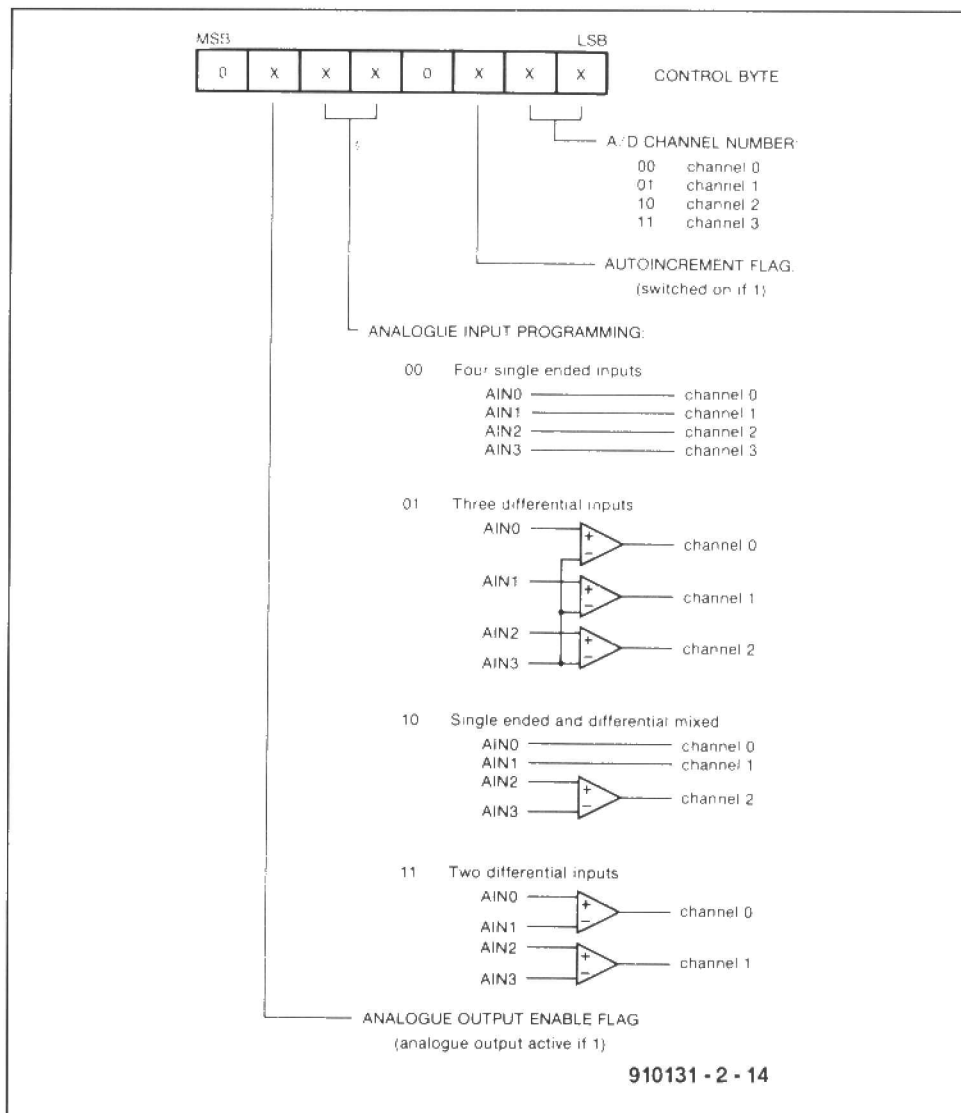 MSB LSB
0 X X X 0 X X X CONTROL BYTE
A/D CHANNEL NUMBER:
00 channel 0
01 channel 1
10 channel 2
11 channel 3
AUTOINCREMENT FLAG.
(switched on if 1)
ANALOGUE INPUT PROGRAMMING:
00 Four single ended inputs
AIN0 channel 0
AIN1 channel 1
AIN2 channel 2
AIN3 channel 3
01 Three differential inputs
AIN0 + − channel 0
AIN1 + − channel 1
AIN2 + − channel 2
AIN3
10 Single ended and differential mixed
AIN0 channel 0
AIN1 channel 1
AIN2 + − channel 2
AIN3
11 Two differential inputs
AIN0 + − channel 0
AIN1
AIN2 + − channel 1
AIN3
ANALOGUE OUTPUT ENABLE FLAG
(analogue output active if 1)
910131 - 2 - 14